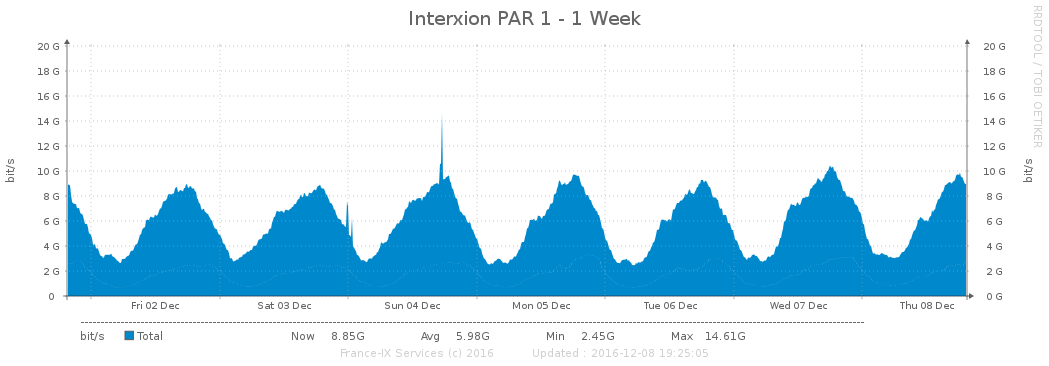 Interxion PAR 1 - 1 Week
RRDTOOL / TOBI OETIKER
bit/s
bit/s
20 G 20 G
18 G 18 G
16 G 16 G
14 G 14 G
12 G 12 G
10 G 10 G
8 G 8 G
6 G 6 G
4 G 4 G
2 G 2 G
0 0 G
Fri 02 Dec Sat 03 Dec Sun 04 Dec Mon 05 Dec Tue 06 Dec Wed 07 Dec Thu 08 Dec
bit/s Total Now 8.85G Avg 5.98G Min 2.45G Max 14.61G
France-IX Services (c) 2016 Updated : 2016-12-08 19:25:05